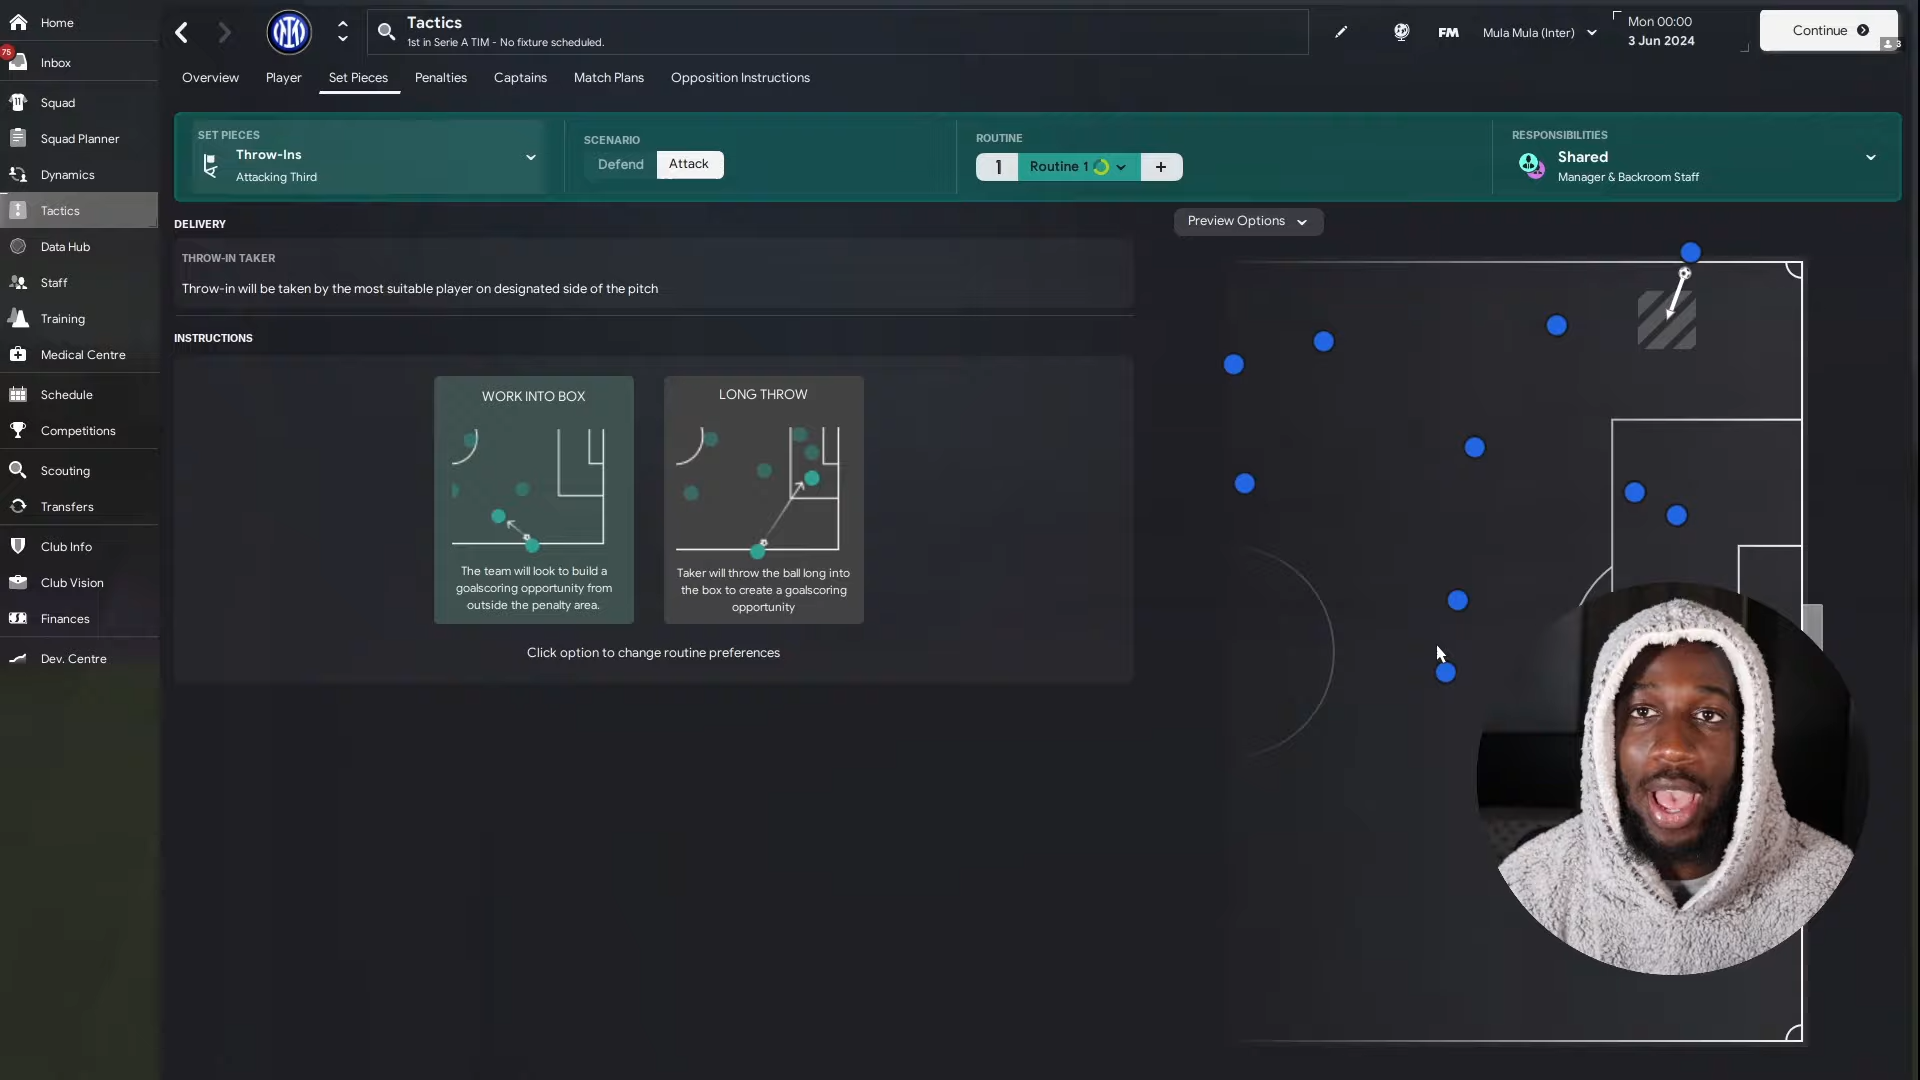 Home
75
Inbox
Squad
Squad Planner
Dynamics
Tactics
Data Hub
Staff
Training
Medical Centre
Schedule
Competitions
Scouting
Transfers
Club Info
Club Vision
Finances
Dev. Centre
Tactics
1st in Serie A TIM - No fixture scheduled.
FM
Mula Mula (Inter)
Mon 00:00
3 Jun 2024
Continue
3
Overview
Player
Set Pieces
Penalties
Captains
Match Plans
Opposition Instructions
SET PIECES
Throw-Ins
Attacking Third
SCENARIO
Defend
Attack
ROUTINE
1
Routine 1
+
RESPONSIBILITIES
Shared
Manager & Backroom Staff
DELIVERY
THROW-IN TAKER
Throw-in will be taken by the most suitable player on designated side of the pitch
INSTRUCTIONS
WORK INTO BOX
The team will look to build a
goalscoring opportunity from
outside the penalty area.
LONG THROW
Taker will throw the ball long into
the box to create a goalscoring
opportunity
Click option to change routine preferences
Preview Options